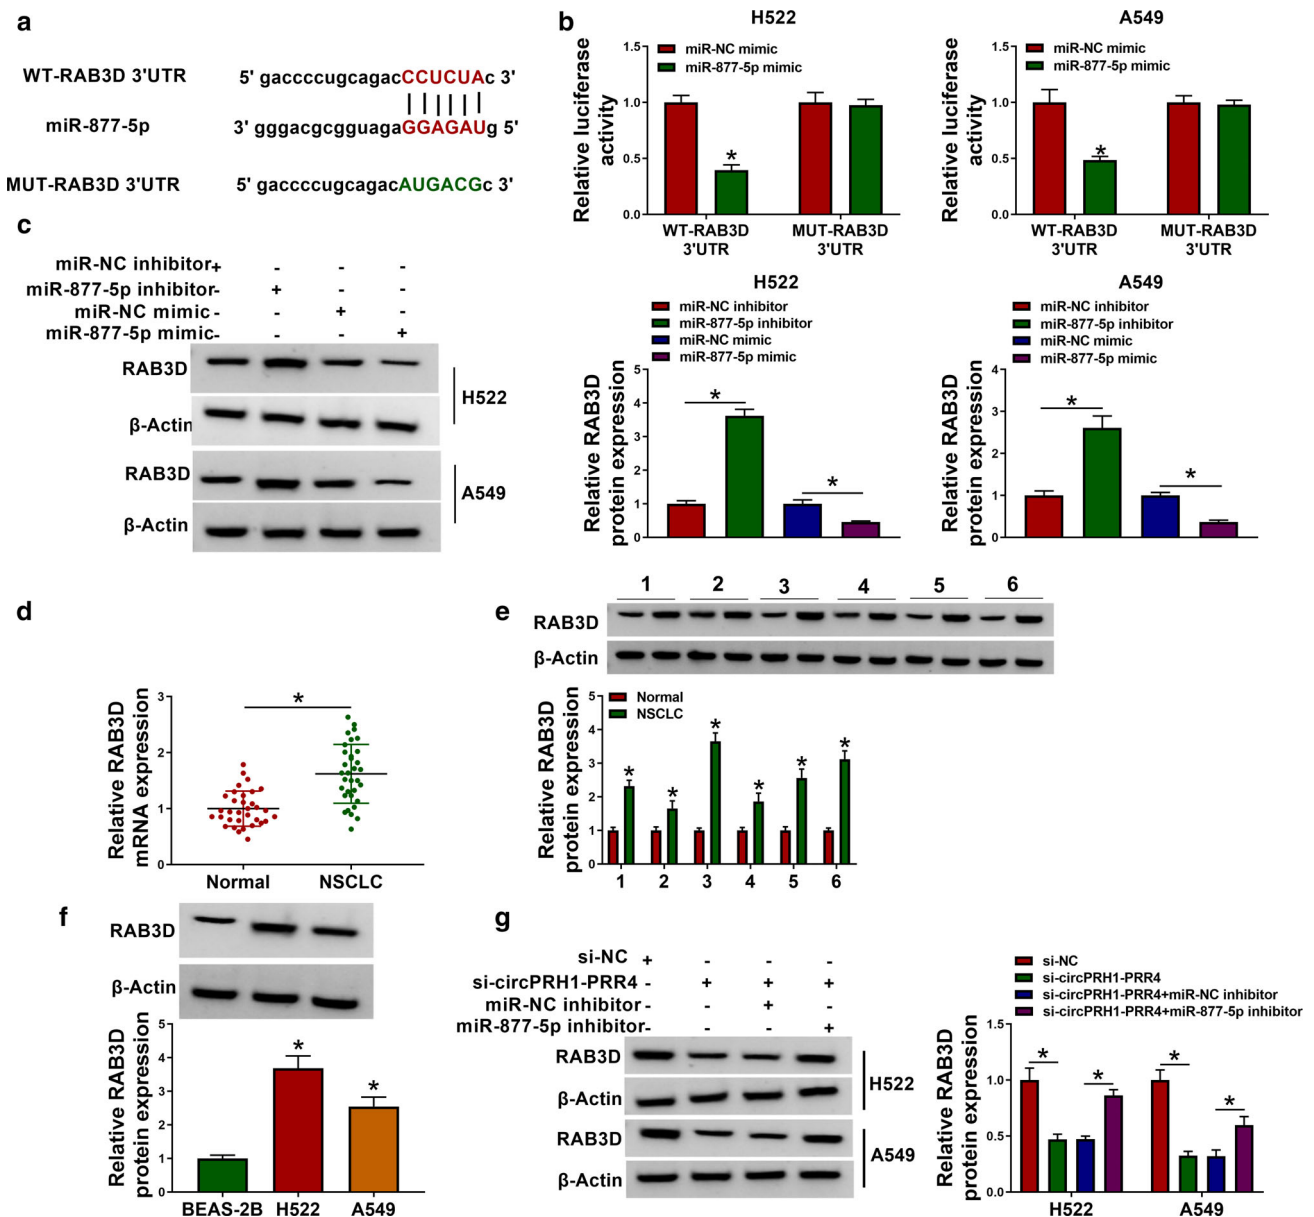 a
WT-RAB3D 3'UTR 5' gaccccugcagacCCUCUAc 3'
miR-877-5p 3' gggacgcgguagaGGAGAUg 5'
MUT-RAB3D 3'UTR 5' gaccccugcagacAUGACGc 3'
b
H522
miR-NC mimic
miR-877-5p mimic
Relative luciferase activity
1.5
1.0
0.5
0.0
*
WT-RAB3D 3'UTR
MUT-RAB3D 3'UTR
A549
miR-NC mimic
miR-877-5p mimic
Relative luciferase activity
1.5
1.0
0.5
0.0
*
WT-RAB3D 3'UTR
MUT-RAB3D 3'UTR
c
miR-NC inhibitor + - - -
miR-877-5p inhibitor - + - -
miR-NC mimic - - + -
miR-877-5p mimic - - - +
RAB3D
β-Actin
H522
RAB3D
β-Actin
A549
H522
miR-NC inhibitor
miR-877-5p inhibitor
miR-NC mimic
miR-877-5p mimic
Relative RAB3D protein expression
5
4
3
2
1
0
*
*
A549
miR-NC inhibitor
miR-877-5p inhibitor
miR-NC mimic
miR-877-5p mimic
Relative RAB3D protein expression
4
3
2
1
0
*
*
d
Relative RAB3D mRNA expression
3
2
1
0
*
Normal NSCLC
e
1 2 3 4 5 6
RAB3D
β-Actin
Normal
NSCLC
Relative RAB3D protein expression
5
4
3
2
1
0
* * * * * *
1 2 3 4 5 6
f
RAB3D
β-Actin
Relative RAB3D protein expression
5
4
3
2
1
0
* *
BEAS-2B H522 A549
g
si-NC + - - -
si-circPRH1-PRR4 - + + +
miR-NC inhibitor - - + -
miR-877-5p inhibitor - - - +
RAB3D
β-Actin
H522
RAB3D
β-Actin
A549
si-NC
si-circPRH1-PRR4
si-circPRH1-PRR4+miR-NC inhibitor
si-circPRH1-PRR4+miR-877-5p inhibitor
Relative RAB3D protein expression
1.5
1.0
0.5
0.0
* * * *
H522 A549